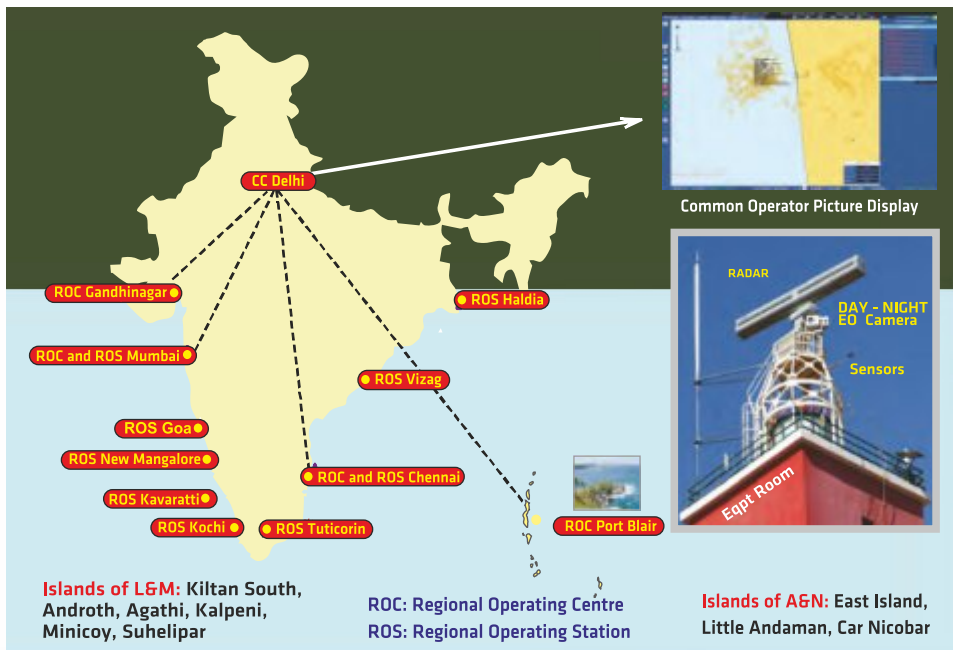 CC Delhi
Common Operator Picture Display
RADAR
DAY - NIGHT
EO Camera
Sensors
Eqpt Room
ROC Gandhinagar
ROS Haldia
ROC and ROS Mumbai
ROS Vizag
ROS Goa
ROS New Mangalore
ROC and ROS Chennai
ROS Kavaratti
ROS Kochi
ROS Tuticorin
ROC Port Blair
Islands of L&M: Kiltan South,
Androth, Agathi, Kalpeni,
Minicoy, Suhelipar
ROC: Regional Operating Centre
ROS: Regional Operating Station
Islands of A&N: East Island,
Little Andaman, Car Nicobar